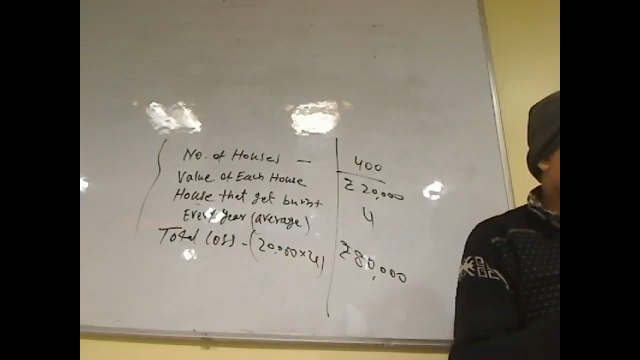 No. of Houses - 400
Value of Each House ₹ 20,000
House that get burnt
Every year (average) 4
Total Loss - (20,000 × 4) ₹ 80,000